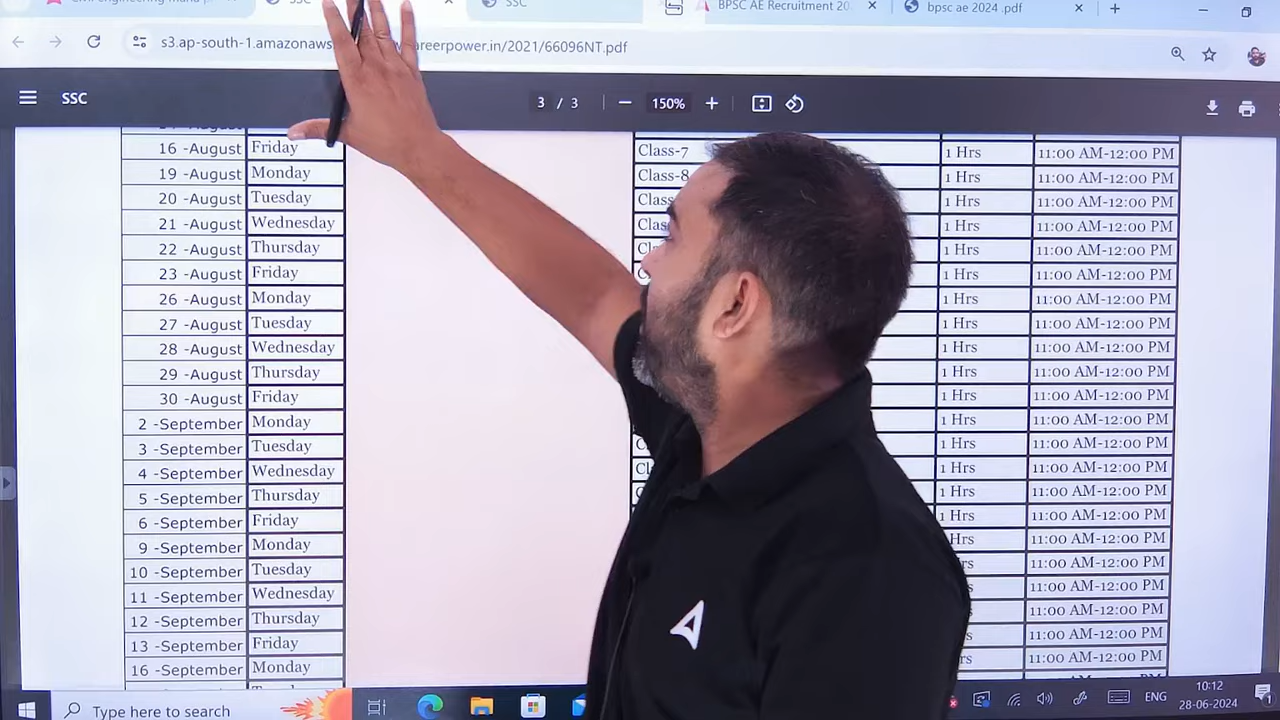 SSC
BPSC AE Recruitment 20
bpsc ae 2024 .pdf
s3.ap-south-1.amazonaws
careerpower.in/2021/66096NT.pdf
SSC
3 / 3
150%
16 -August Friday Class-7 1 Hrs 11:00 AM-12:00 PM
19 -August Monday Class-8 1 Hrs 11:00 AM-12:00 PM
20 -August Tuesday 1 Hrs 11:00 AM-12:00 PM
21 -August Wednesday 1 Hrs 11:00 AM-12:00 PM
22 -August Thursday 1 Hrs 11:00 AM-12:00 PM
23 -August Friday 1 Hrs 11:00 AM-12:00 PM
26 -August Monday 1 Hrs 11:00 AM-12:00 PM
27 -August Tuesday 1 Hrs 11:00 AM-12:00 PM
28 -August Wednesday 1 Hrs 11:00 AM-12:00 PM
29 -August Thursday 1 Hrs 11:00 AM-12:00 PM
30 -August Friday 1 Hrs 11:00 AM-12:00 PM
2 -September Monday 1 Hrs 11:00 AM-12:00 PM
3 -September Tuesday 1 Hrs 11:00 AM-12:00 PM
4 -September Wednesday 1 Hrs 11:00 AM-12:00 PM
5 -September Thursday 1 Hrs 11:00 AM-12:00 PM
6 -September Friday 1 Hrs 11:00 AM-12:00 PM
9 -September Monday Hrs 11:00 AM-12:00 PM
10 -September Tuesday 11:00 AM-12:00 PM
11 -September Wednesday 11:00 AM-12:00 PM
12 -September Thursday 11:00 AM-12:00 PM
13 -September Friday 11:00 AM-12:00 PM
16 -September Monday 11:00 AM-12:00 PM
Type here to search
ENG
10:12
28-06-2024